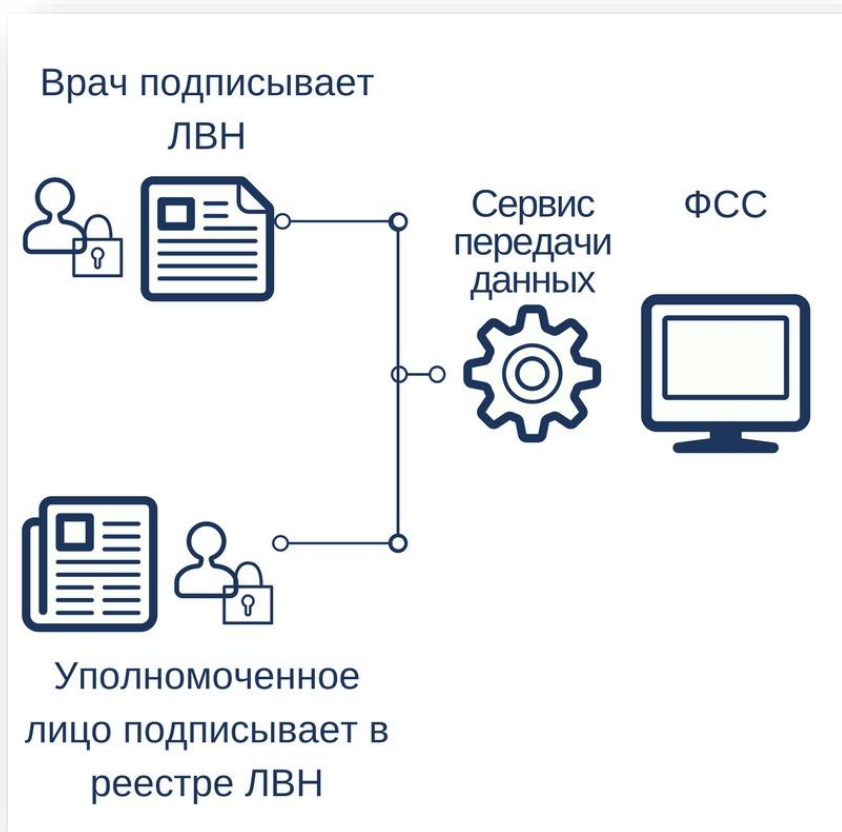 Врач подписывает
ЛВН
Сервис
передачи
данных
ФСС
Уполномоченное
лицо подписывает в
реестре ЛВН